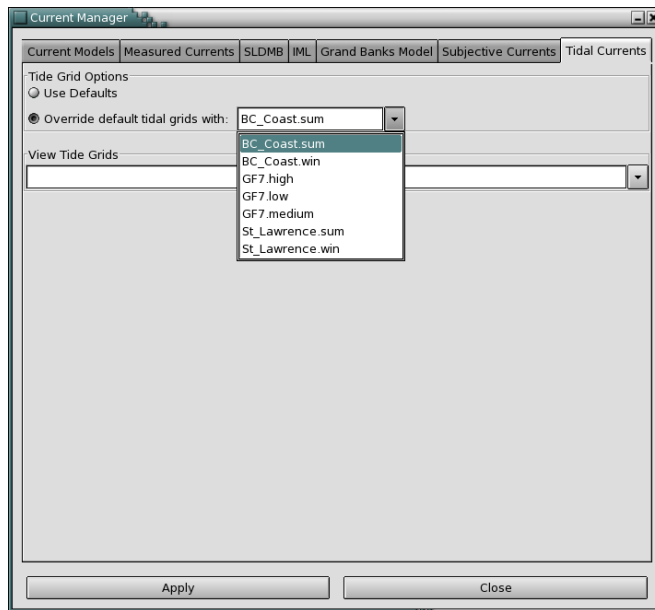 Current Manager
Current Models Measured Currents SLDMB IML Grand Banks Model Subjective Currents Tidal Currents
Tide Grid Options
Use Defaults
Override default tidal grids with: BC_Coast.sum
BC_Coast.sum
BC_Coast.win
View Tide Grids
GF7.high
GF7.low
GF7.medium
St_Lawrence.sum
St_Lawrence.win
Apply Close